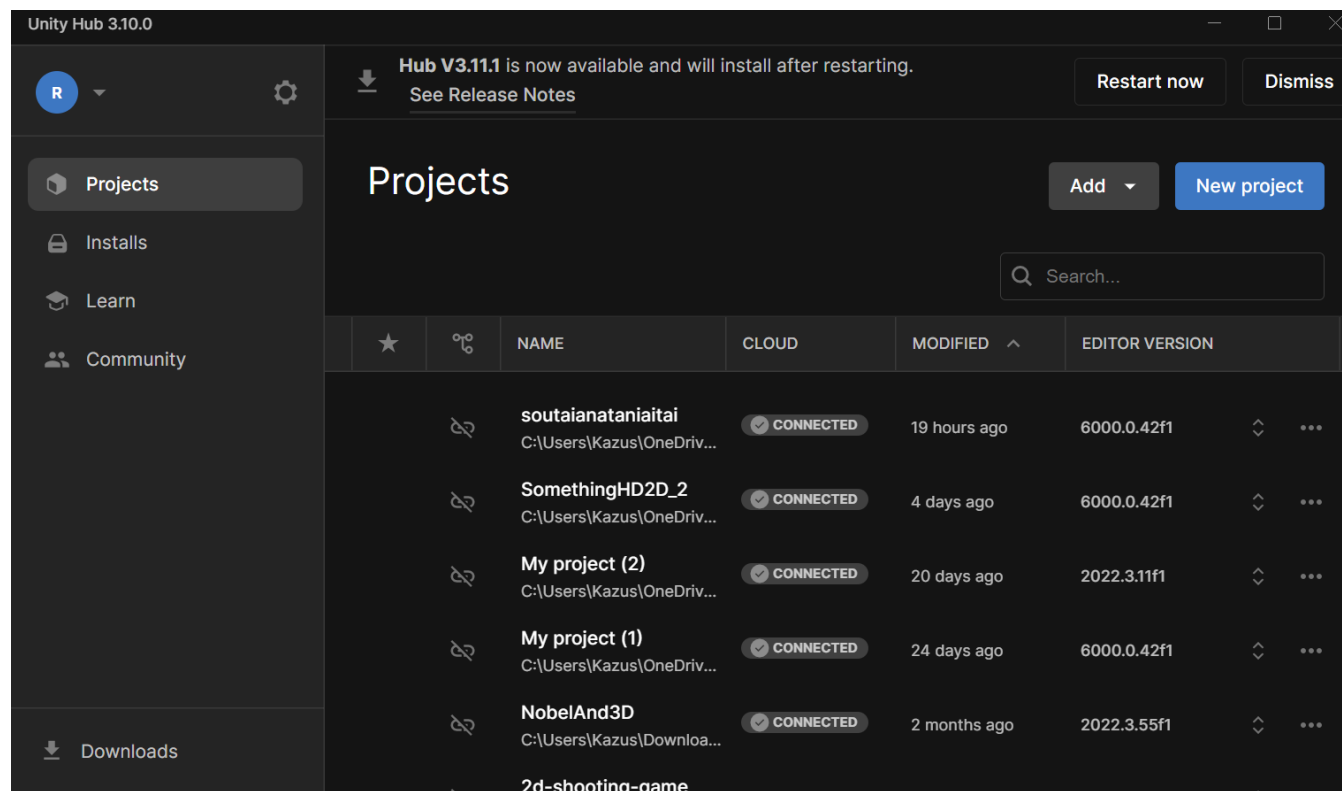 Unity Hub 3.10.0
R
Hub V3.11.1 is now available and will install after restarting.
See Release Notes
Restart now
Dismiss
Projects
Installs
Learn
Community
Downloads
Projects
Add
New project
Search...
NAME CLOUD MODIFIED EDITOR VERSION
soutaianataniaitai
C:\Users\Kazus\OneDriv...
CONNECTED
19 hours ago
6000.0.42f1
SomethingHD2D_2
C:\Users\Kazus\OneDriv...
CONNECTED
4 days ago
6000.0.42f1
My project (2)
C:\Users\Kazus\OneDriv...
CONNECTED
20 days ago
2022.3.11f1
My project (1)
C:\Users\Kazus\OneDriv...
CONNECTED
24 days ago
6000.0.42f1
NobelAnd3D
C:\Users\Kazus\Downloa...
CONNECTED
2 months ago
2022.3.55f1
2d-shooting-game